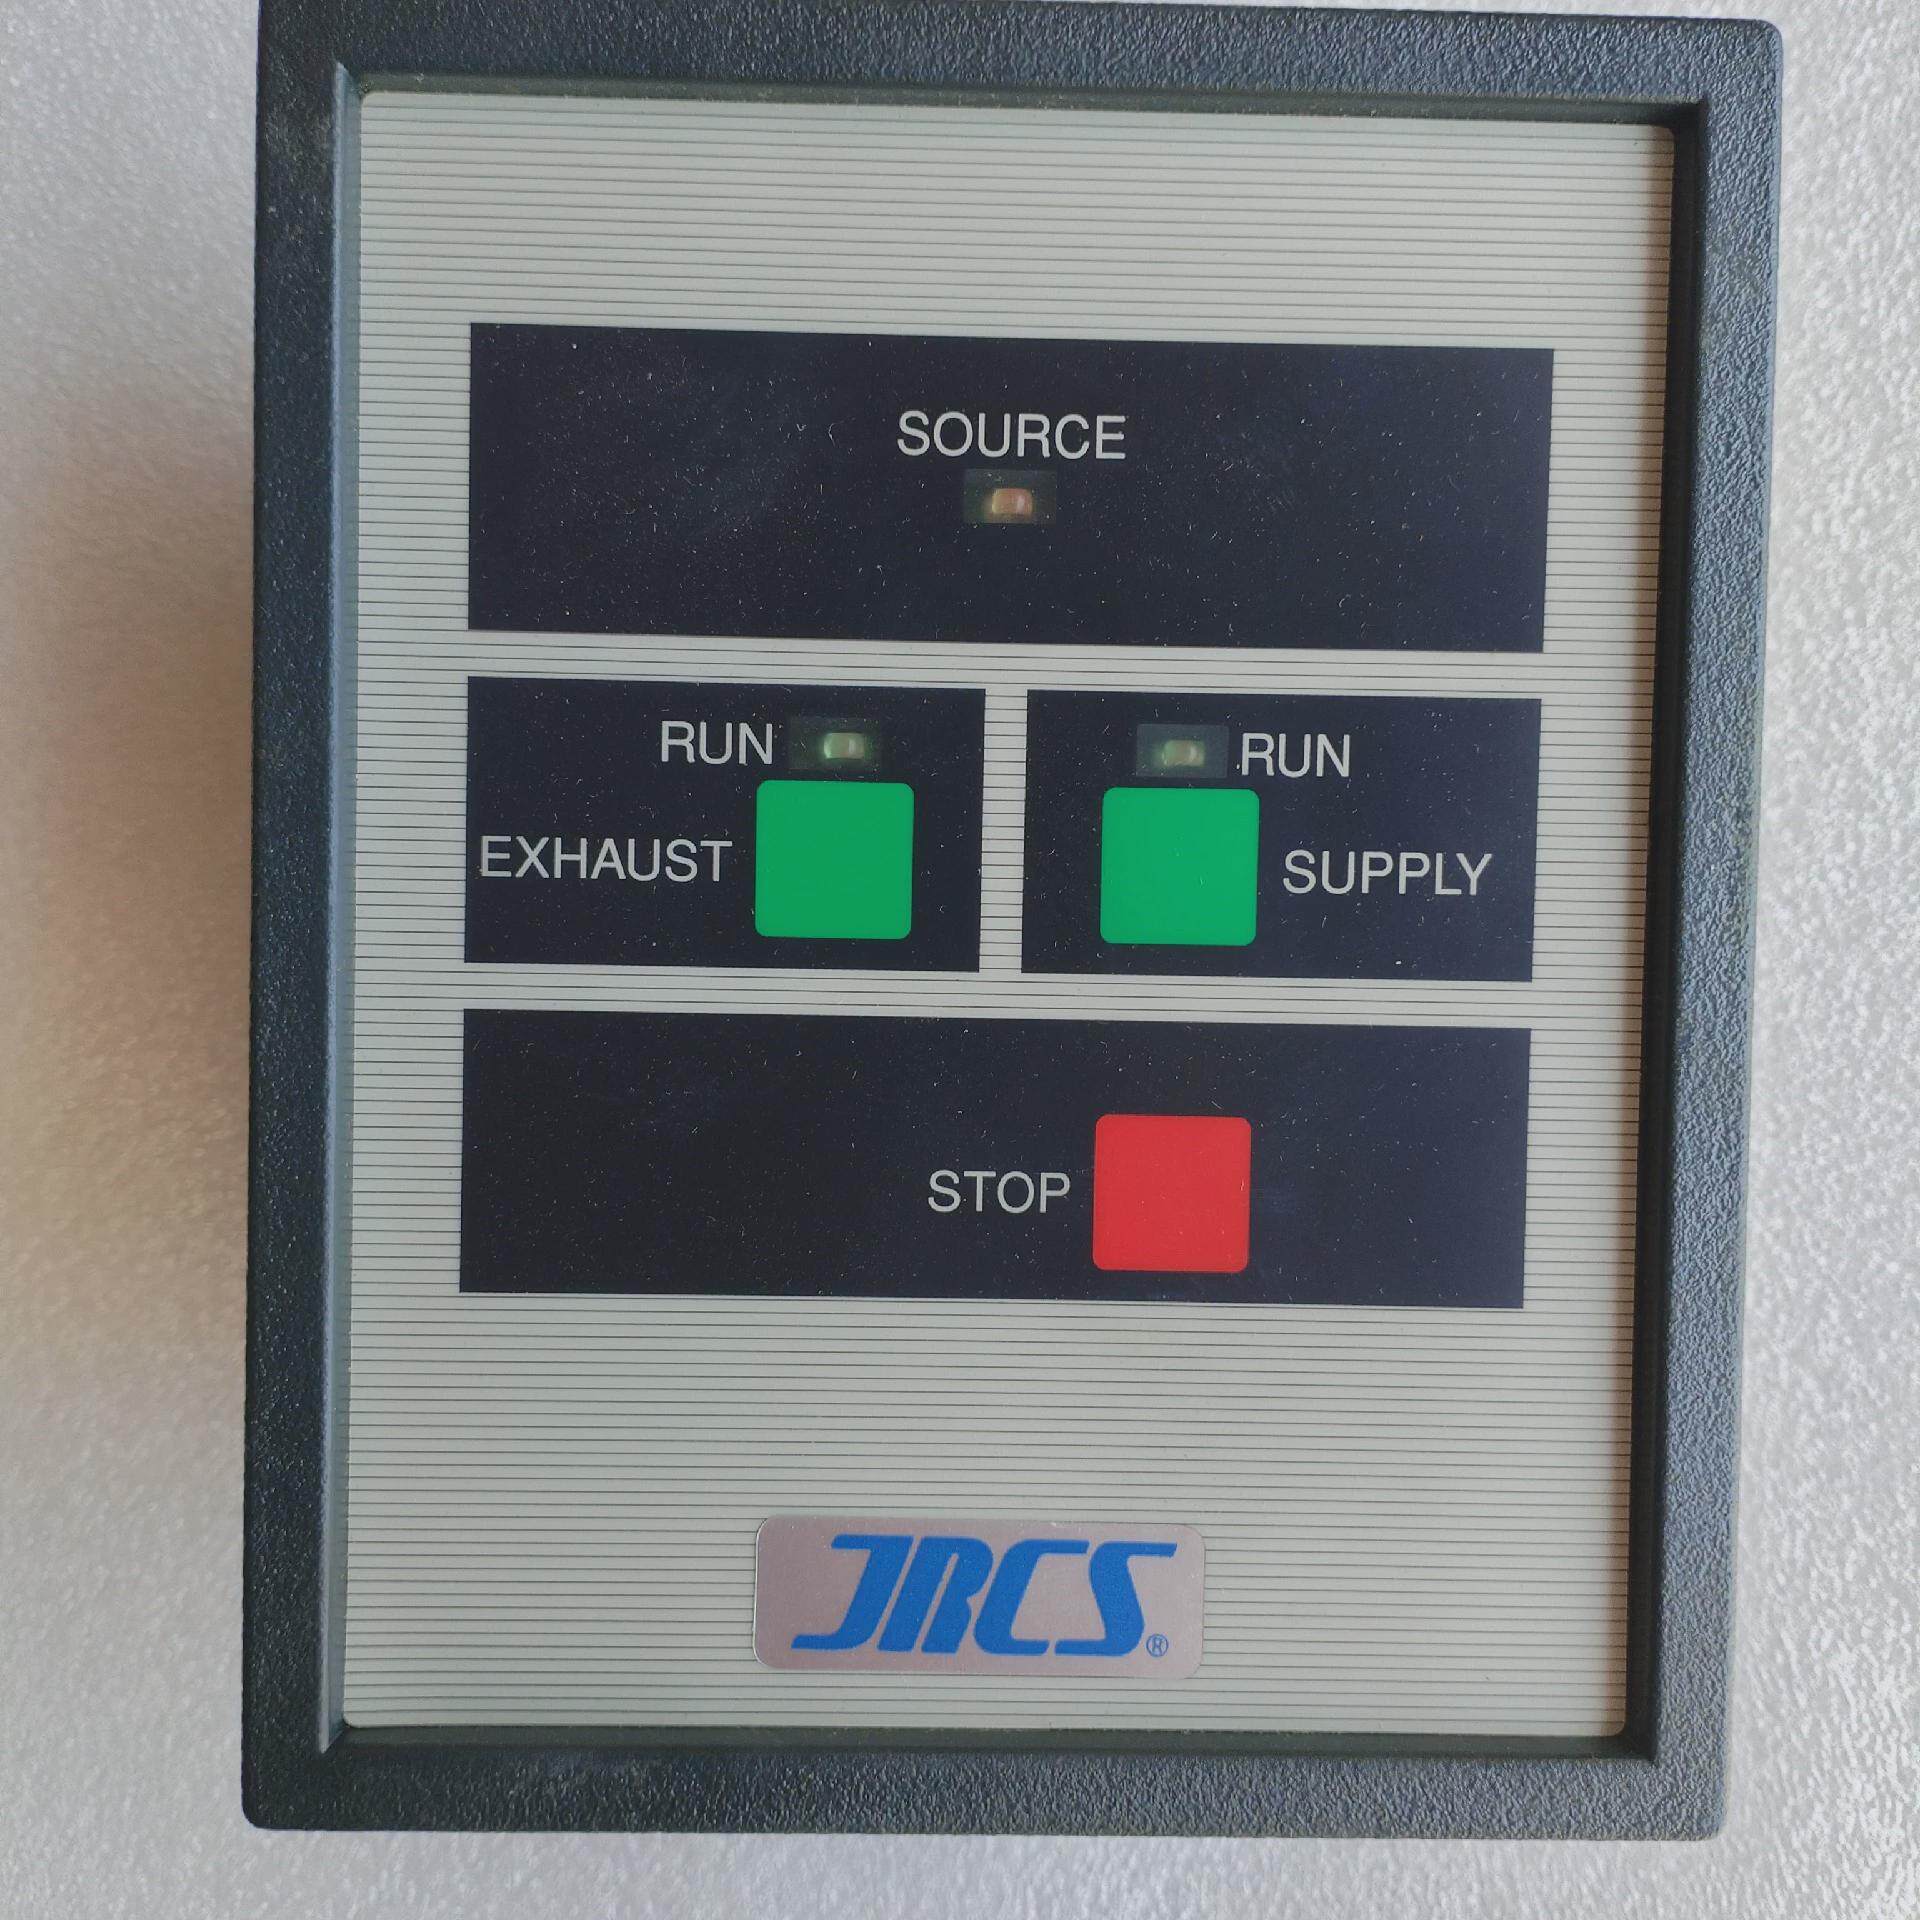 SOURCE
RUN
RUN
EXHAUST
SUPPLY
STOP
JRCS®